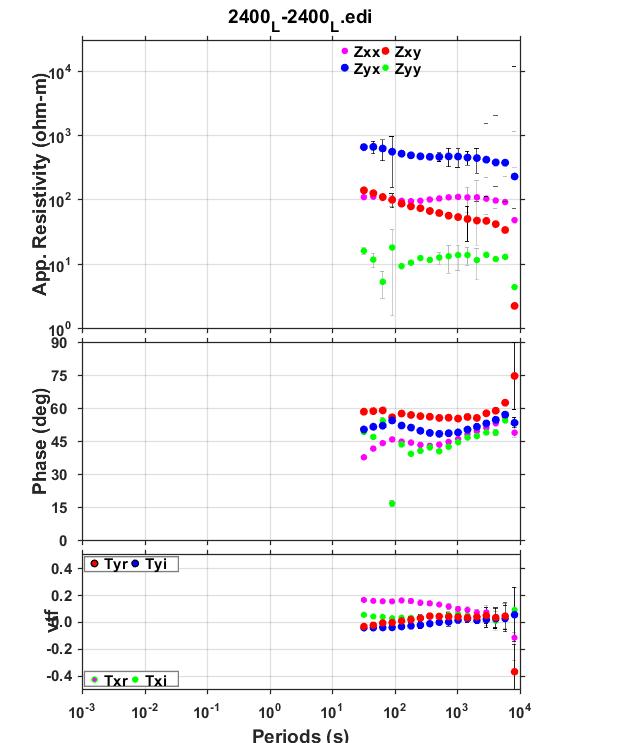 2400L-2400L.edi
Zxx Zxy
Zyx Zyy
App. Resistivity (ohm-m)
10^4
10^3
10^2
10^1
10^0
Phase (deg)
90
75
60
45
30
15
0
Tyr Tyi
vtf
0.4
0.2
0.0
-0.2
-0.4
Txr Txi
10^-3 10^-2 10^-1 10^0 10^1 10^2 10^3 10^4
Periods (s)